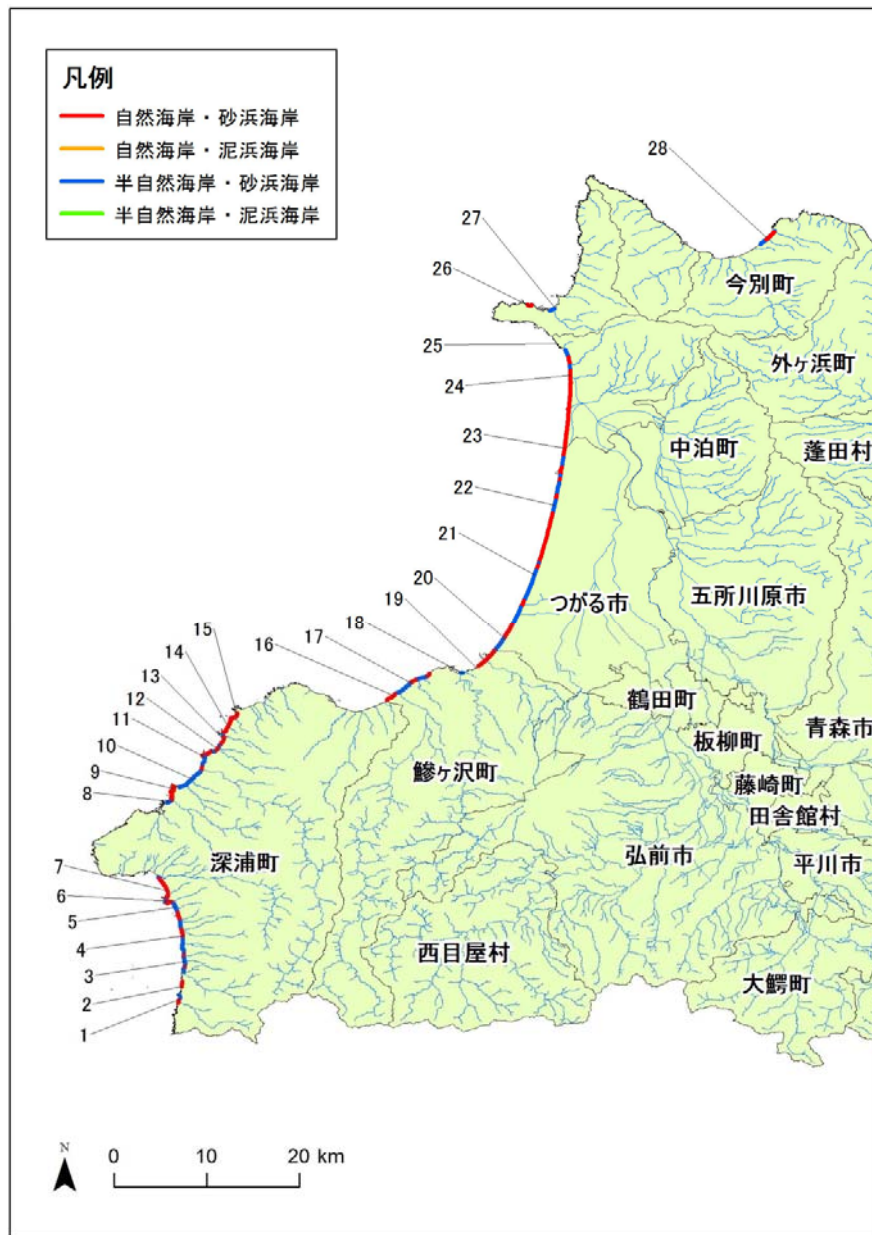 凡例
自然海岸・砂浜海岸
自然海岸・泥浜海岸
半自然海岸・砂浜海岸
半自然海岸・泥浜海岸
28
27
26
今別町
25
外ヶ浜町
24
23
中泊町
蓬田村
22
21
五所川原市
つがる市
20
19
18
17
16
15
14
13
12
11
10
9
8
鶴田町
青森市
板柳町
鰺ヶ沢町
藤崎町
田舎館村
深浦町
弘前市
平川市
7
6
5
4
西目屋村
3
大鰐町
2
1
N
0 10 20 km